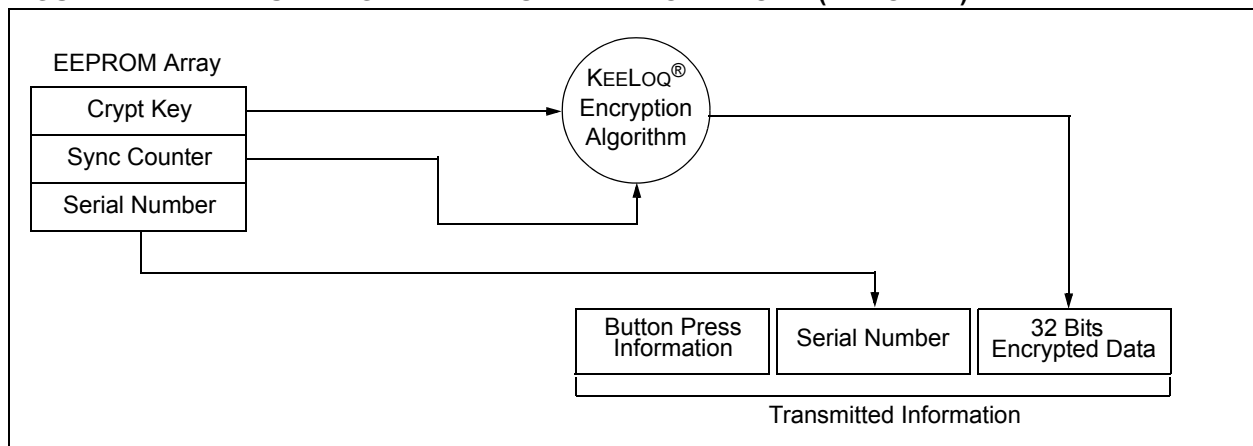 EEPROM Array
Crypt Key
Sync Counter
Serial Number
KEELOQ®
Encryption
Algorithm
Button Press
Information
Serial Number
32 Bits
Encrypted Data
Transmitted Information